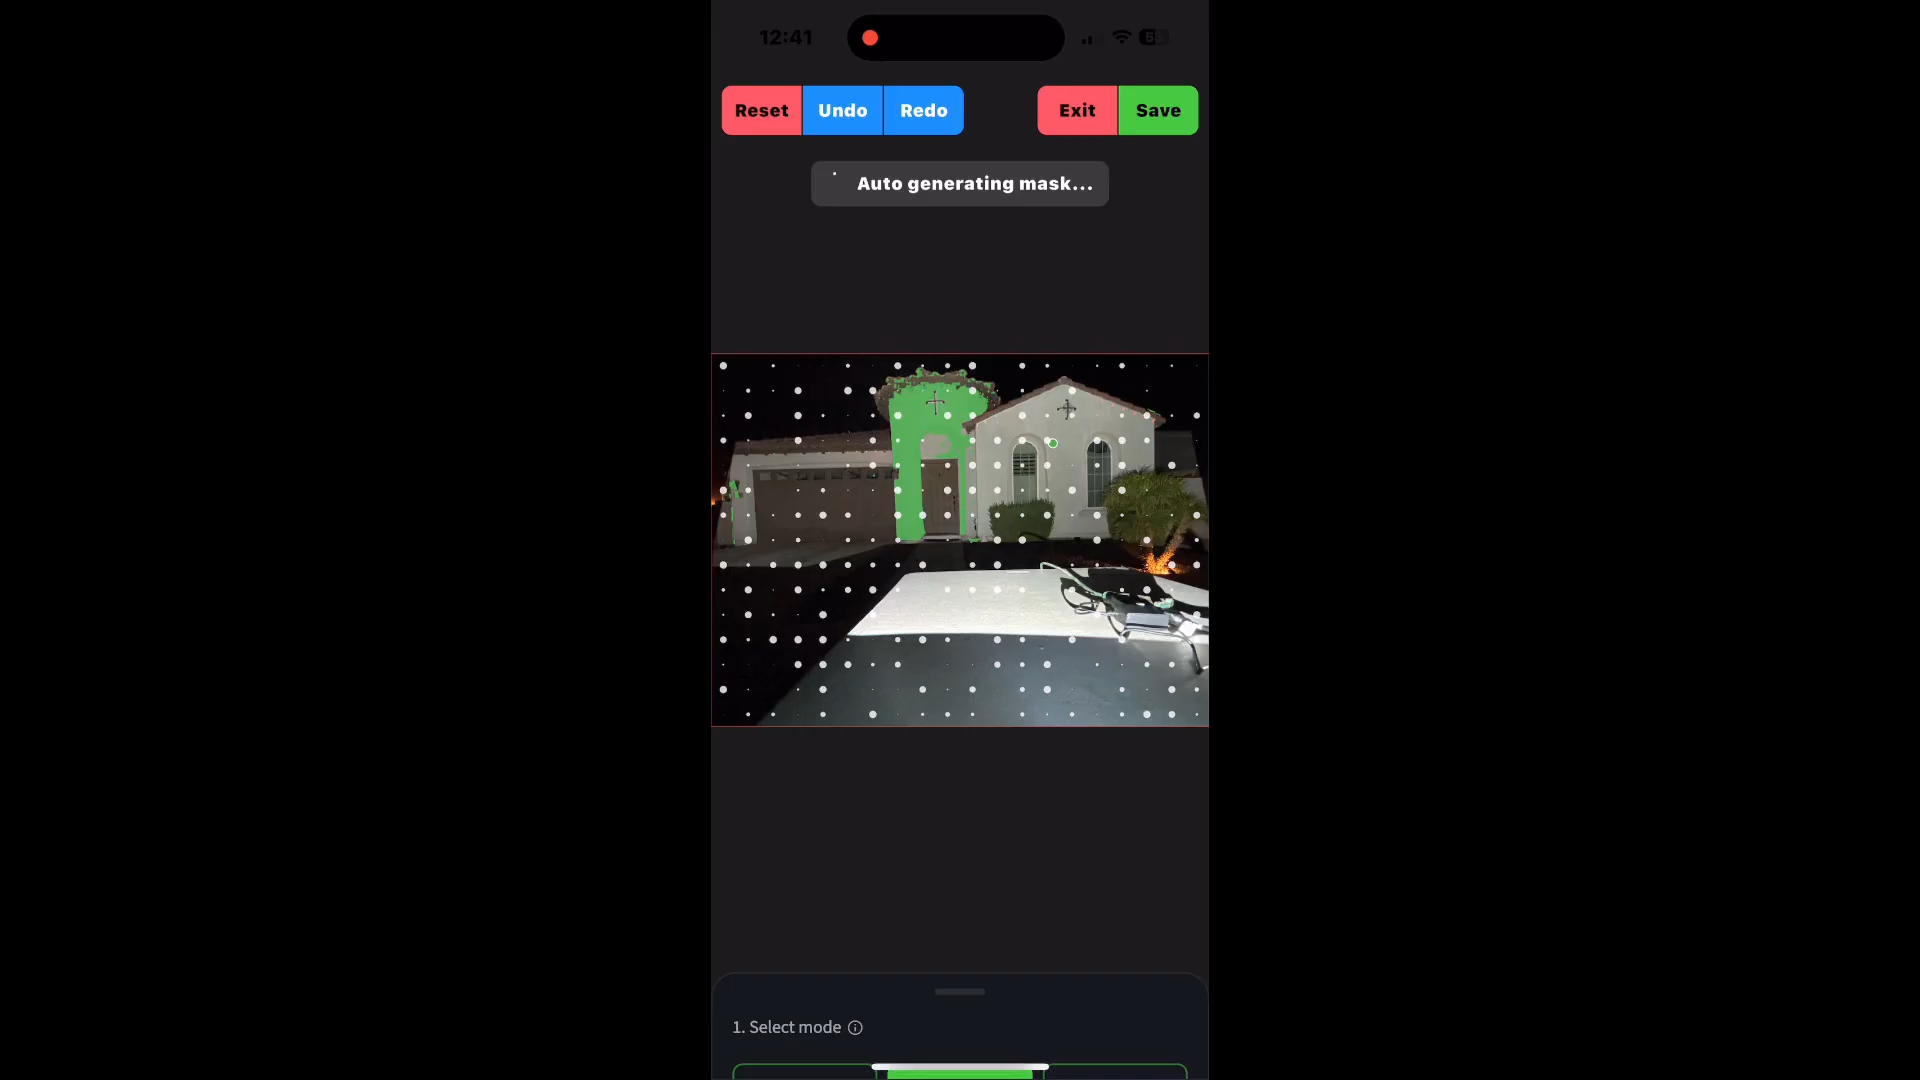 12:41
Reset Undo Redo Exit Save
Auto generating mask...
1. Select mode